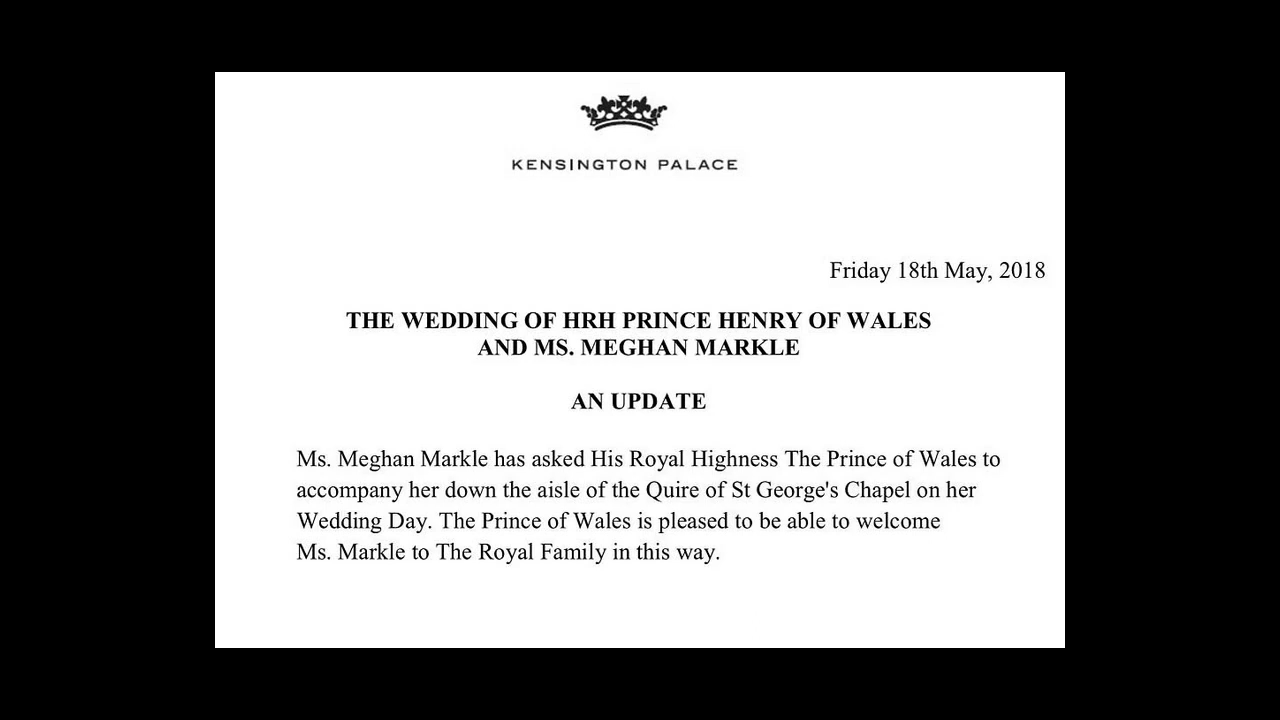 KENSINGTON PALACE
Friday 18th May, 2018
THE WEDDING OF HRH PRINCE HENRY OF WALES
AND MS. MEGHAN MARKLE
AN UPDATE
Ms. Meghan Markle has asked His Royal Highness The Prince of Wales to
accompany her down the aisle of the Quire of St George's Chapel on her
Wedding Day. The Prince of Wales is pleased to be able to welcome
Ms. Markle to The Royal Family in this way.